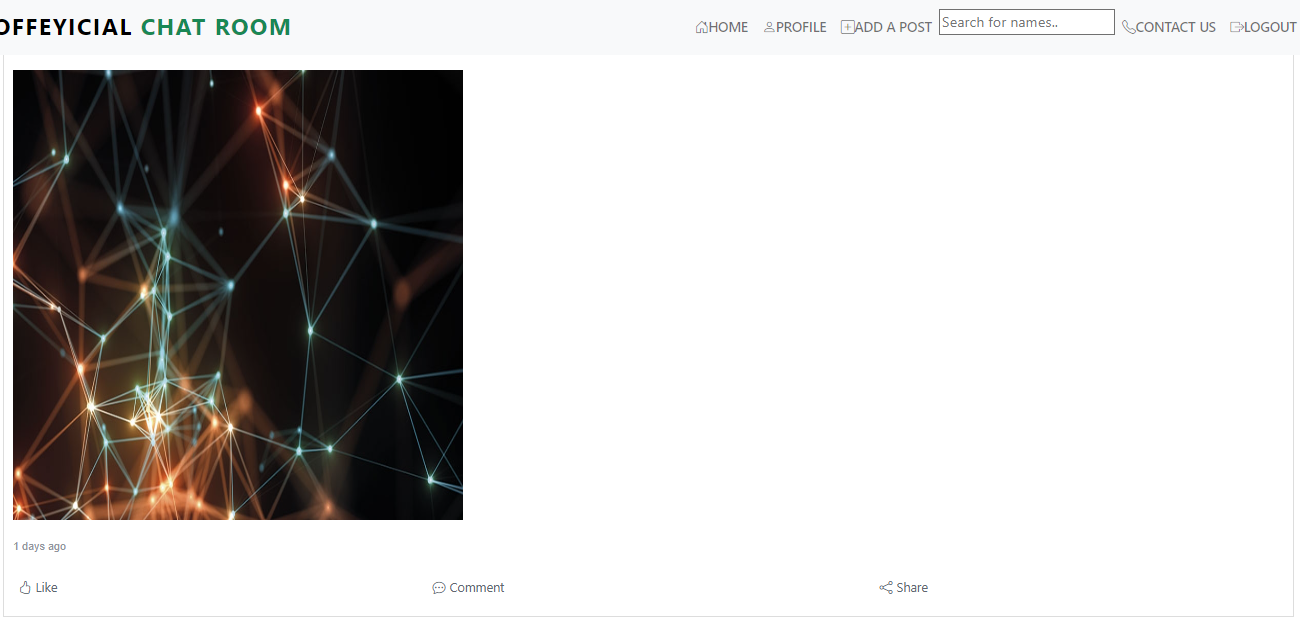 OFFEYICIAL CHAT ROOM
HOME PROFILE ADD A POST Search for names.. CONTACT US LOGOUT
1 days ago
Like Comment Share